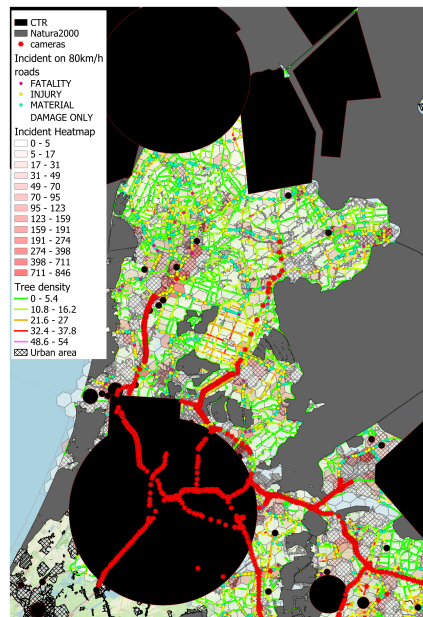 CTR
Natura2000
cameras
Incident on 80km/h
roads
FATALITY
INJURY
MATERIAL
DAMAGE ONLY
Incident Heatmap
0 - 5
5 - 17
17 - 31
31 - 49
49 - 70
70 - 95
95 - 123
123 - 159
159 - 191
191 - 274
274 - 398
398 - 711
711 - 846
Tree density
0 - 5.4
10.8 - 16.2
21.6 - 27
32.4 - 37.8
48.6 - 54
Urban area